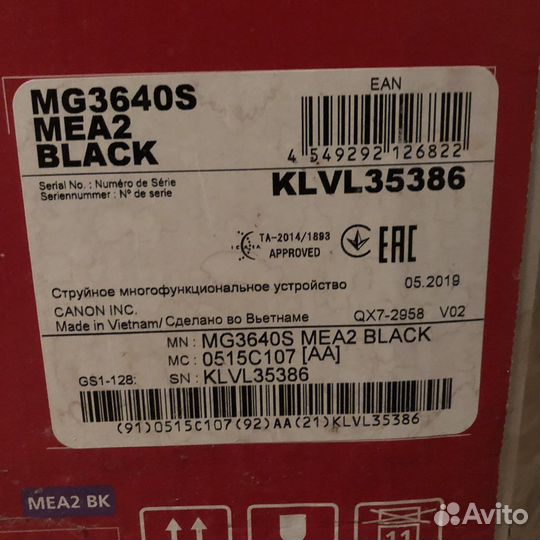 MG3640S
MEA2
BLACK
EAN
4 549292 126822
Serial No. : Numéro de Série
Seriennummer : Nº de serie
KLVL35386
ICASA
TA-2014/1893
APPROVED
EAC
Струйное многофункциональное устройство
05.2019
CANON INC.
Made in Vietnam/ Сделано во Вьетнаме
QX7-2958 V02
MN : MG3640S MEA2 BLACK
MC : 0515C107 [AA]
GS1-128: SN : KLVL35386
(91)0515C107(92)AA(21)KLVL35386
MEA2 BK
11
Avito